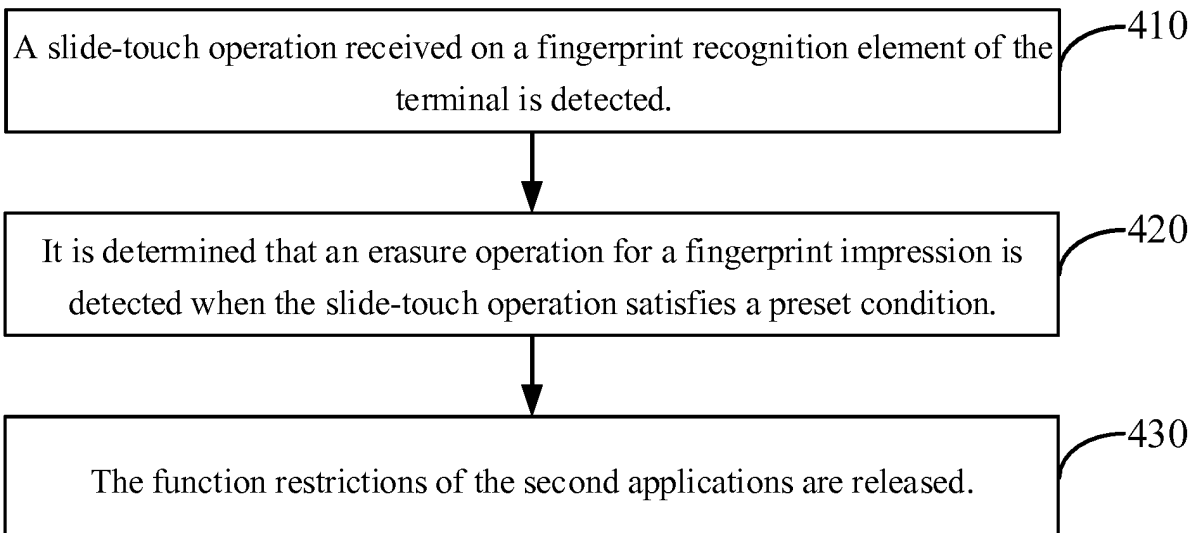 A slide-touch operation received on a fingerprint recognition element of the
terminal is detected.
410
It is determined that an erasure operation for a fingerprint impression is
detected when the slide-touch operation satisfies a preset condition.
420
The function restrictions of the second applications are released.
430